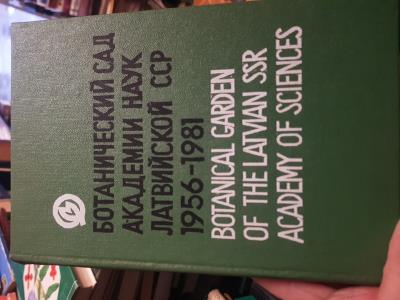 БОТАНИЧЕСКИЙ САД
АКАДЕМИИ НАУК
ЛАТВИЙСКОЙ ССР
1956-1981
BOTANICAL GARDEN
OF THE LATVIAN SSR
ACADEMY OF SCIENCES